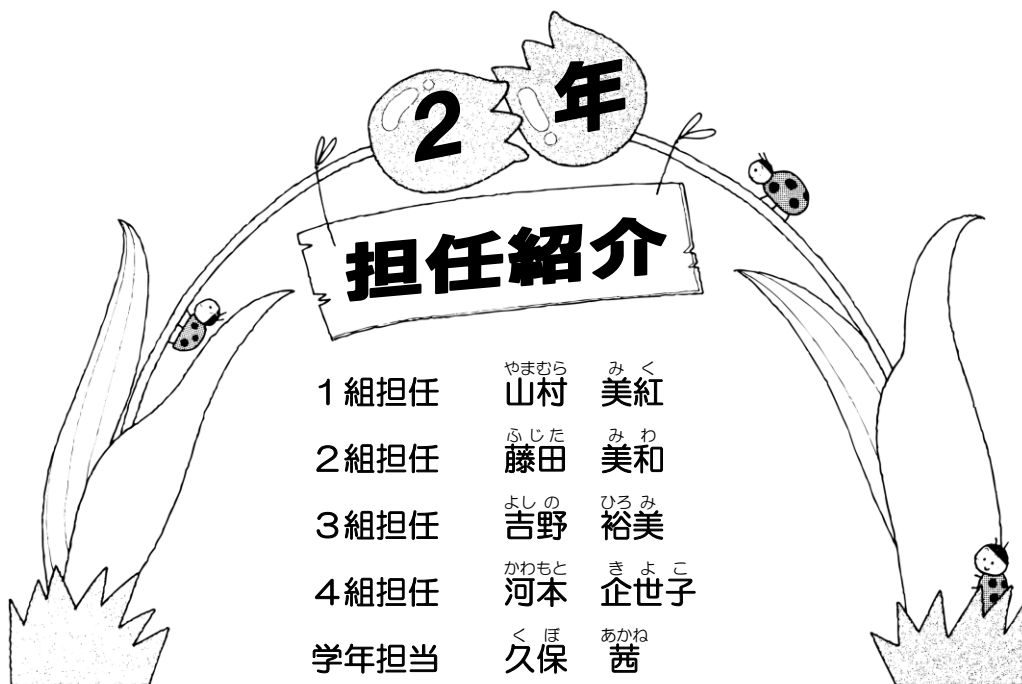 2年
担任紹介
やまむら みく
1組担任 山村 美紅
ふじた みわ
2組担任 藤田 美和
よしの ひろみ
3組担任 吉野 裕美
かわもと きよこ
4組担任 河本 企世子
くぼ あかね
学年担当 久保 茜